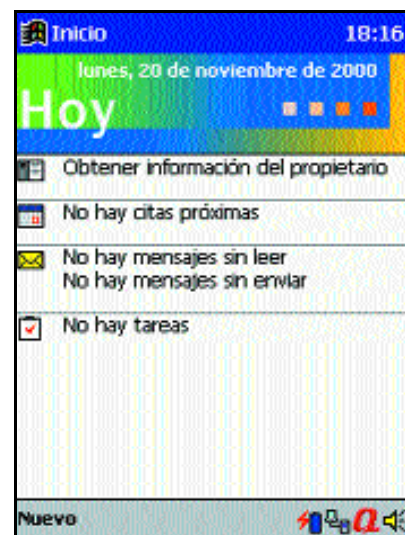 Inicio 18:16
lunes, 20 de noviembre de 2000
Hoy
Obtener información del propietario
No hay citas próximas
No hay mensajes sin leer
No hay mensajes sin enviar
No hay tareas
Nuevo